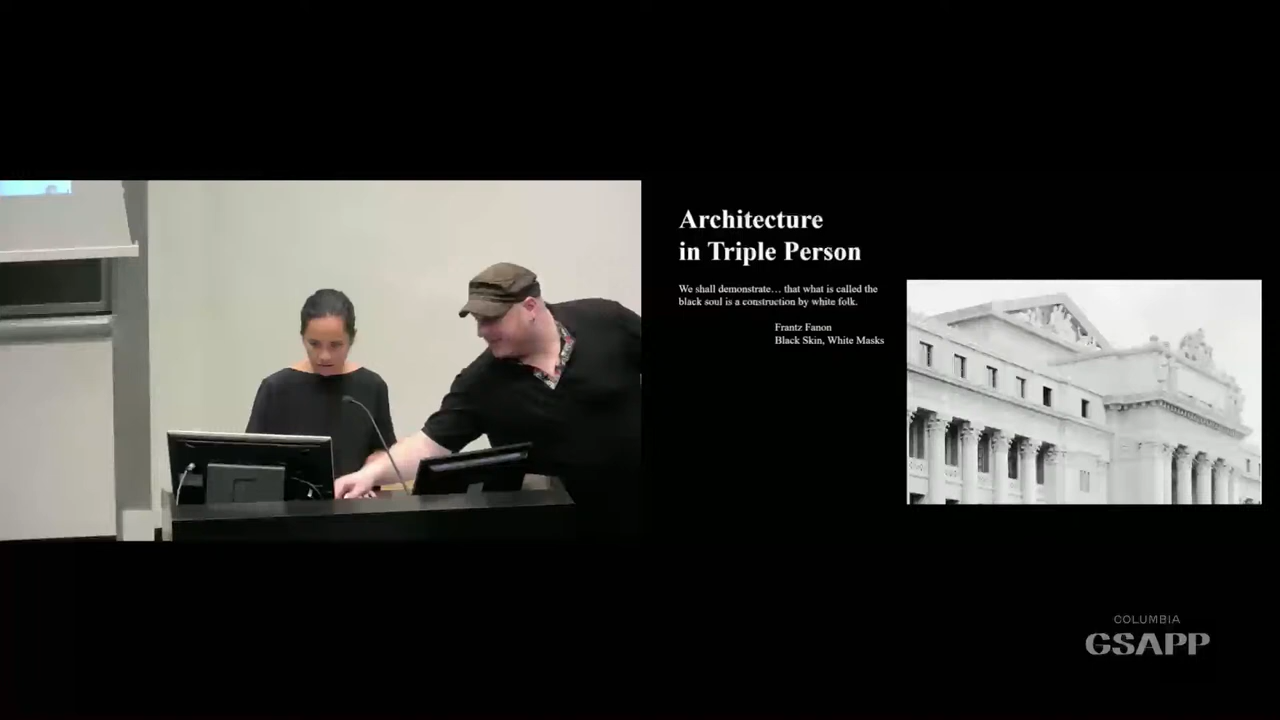 Architecture
in Triple Person
We shall demonstrate... that what is called the
black soul is a construction by white folk.
Frantz Fanon
Black Skin, White Masks
COLUMBIA
GSAPP